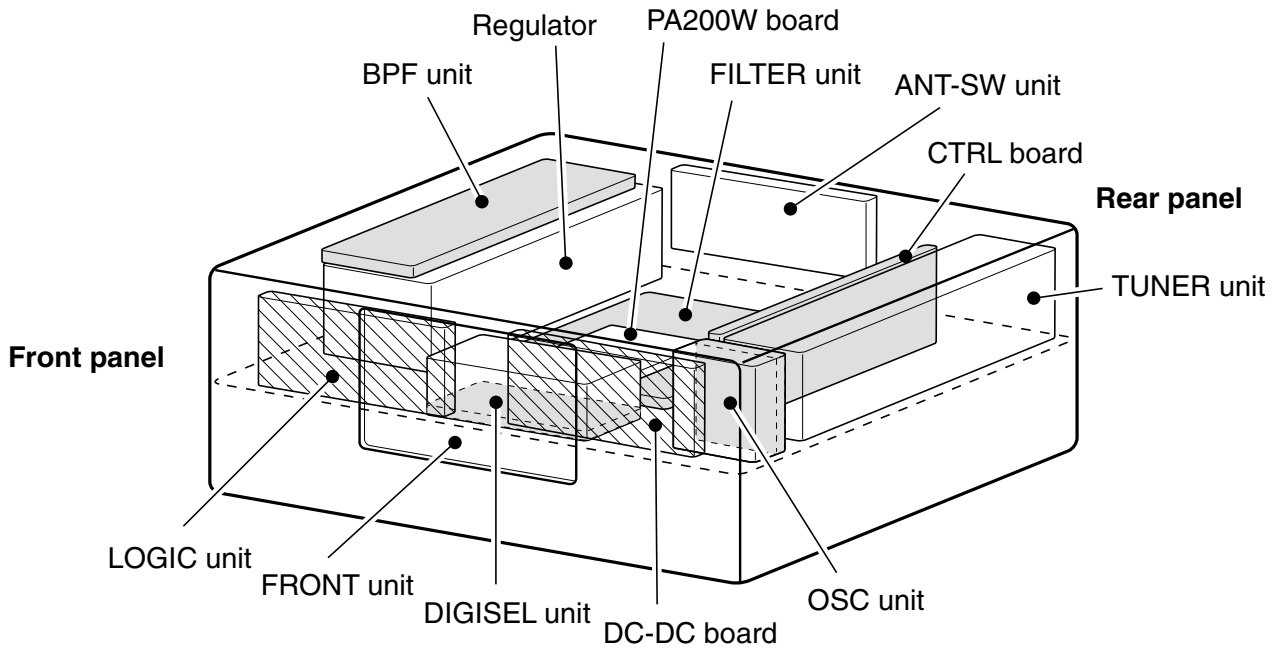 Regulator
PA200W board
BPF unit
FILTER unit
ANT-SW unit
CTRL board
Rear panel
TUNER unit
Front panel
LOGIC unit
FRONT unit
DIGISEL unit
DC-DC board
OSC unit